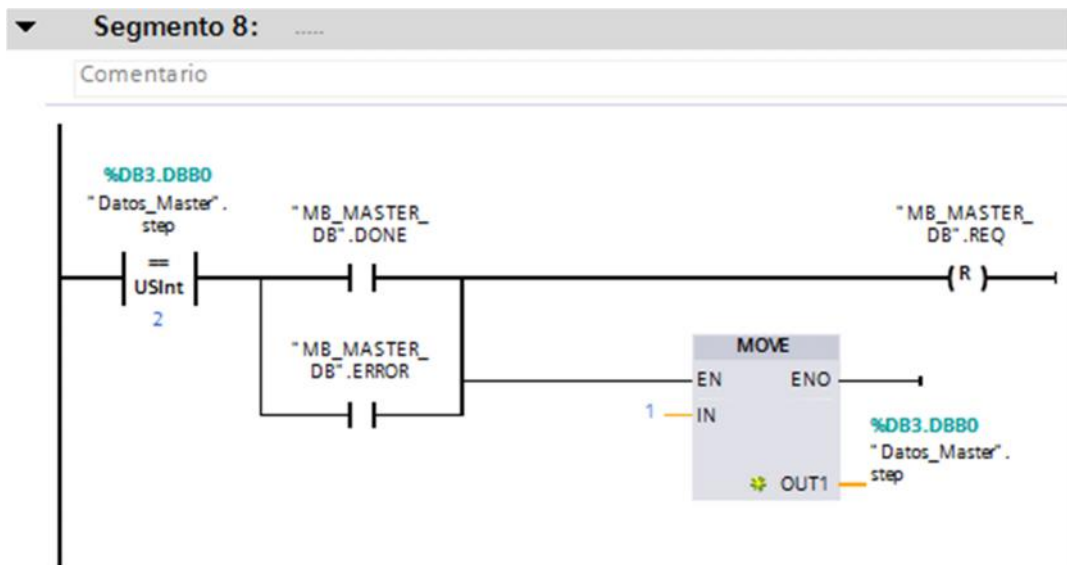 Segmento 8: .....
Comentario
%DB3.DBB0
"Datos_Master".
step
==
USInt
2
"MB_MASTER_
DB".DONE
"MB_MASTER_
DB".REQ
R
"MB_MASTER_
DB".ERROR
MOVE
EN ENO
1 IN
%DB3.DBB0
"Datos_Master".
step
OUT1